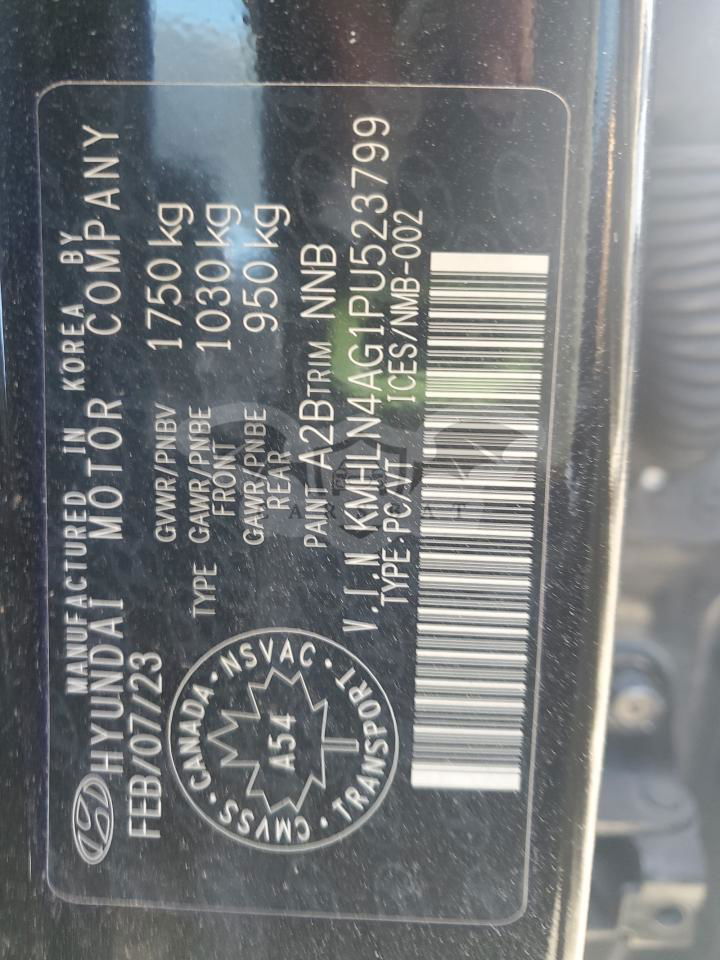 MANUFACTURED IN KOREA BY
HYUNDAI MOTOR COMPANY
FEB/07/23
GVWR/PNBV 1750 kg
TYPE GAWR/PNBE FRONT 1030 kg
GAWR/PNBE REAR 950 kg
PAINT A2B TRIM NNB
V.I.N KMHLN4AG1PU523799
TYPE:PC/VT ICES/NMB-002
CANADA · NSVAC · TRANSPORT · CMVSS ·
A54